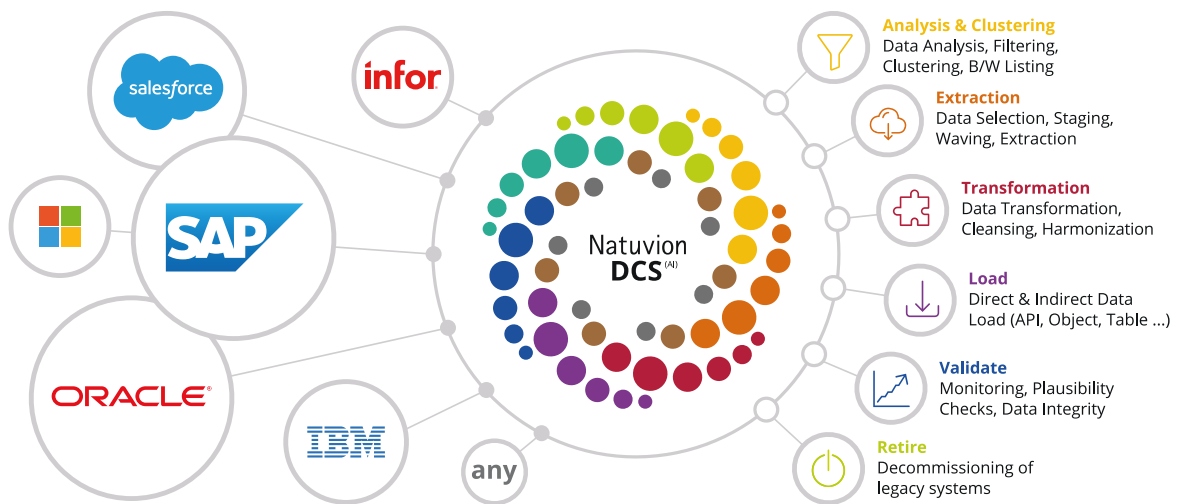 salesforce
infor
SAP
ORACLE®
IBM
any
Natuvion
DCS (AI)
Analysis & Clustering
Data Analysis, Filtering,
Clustering, B/W Listing
Extraction
Data Selection, Staging,
Waving, Extraction
Transformation
Data Transformation,
Cleansing, Harmonization
Load
Direct & Indirect Data
Load (API, Object, Table ...)
Validate
Monitoring, Plausibility
Checks, Data Integrity
Retire
Decommissioning of
legacy systems